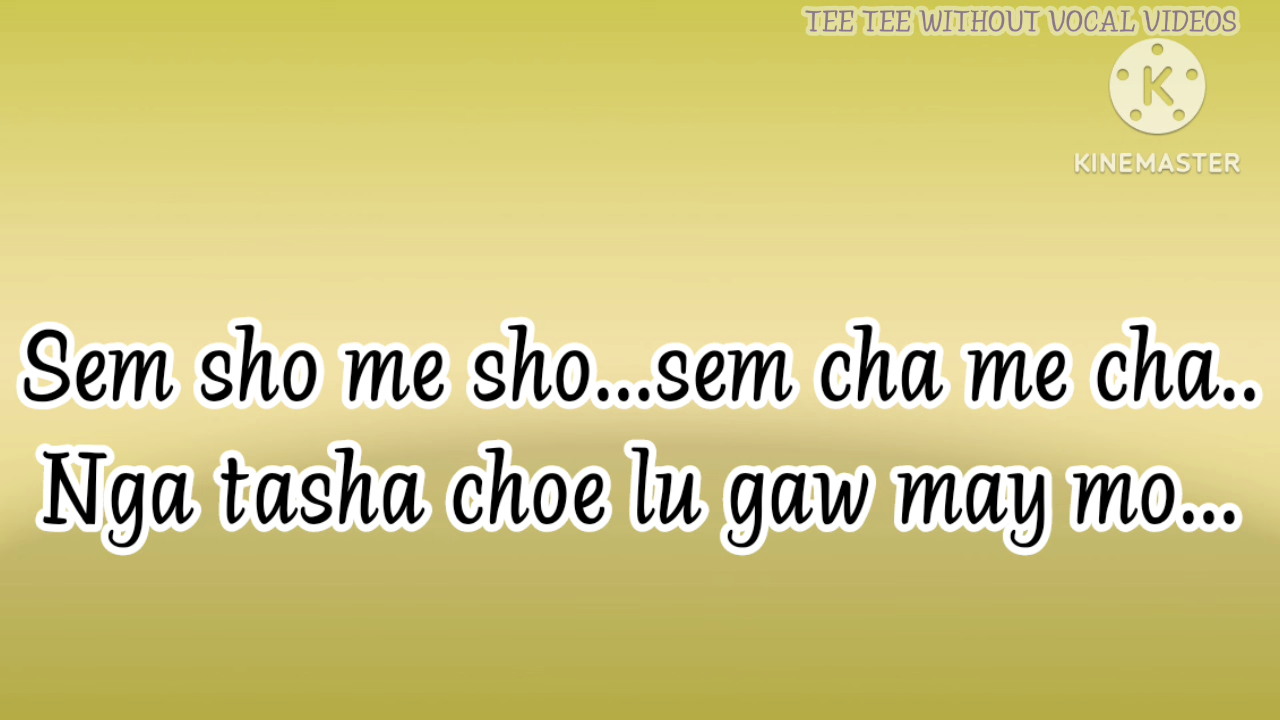 TEE TEE WITHOUT VOCAL VIDEOS
K
KINEMASTER
Sem sho me sho...sem cha me cha..
Nga tasha choe lu gaw may mo...